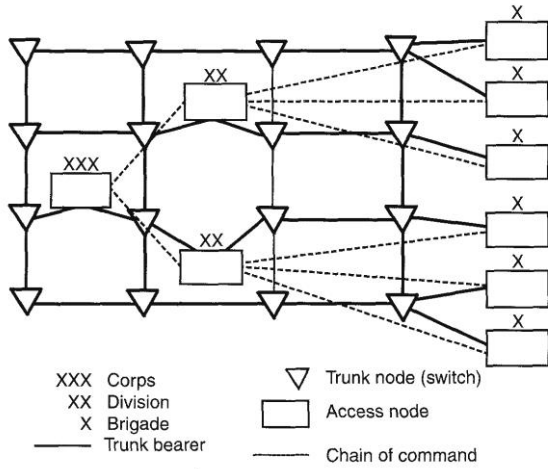 X
XX
X
X
XXX
X
XX
X
X
XXX Corps
XX Division
X Brigade
Trunk bearer
Trunk node (switch)
Access node
Chain of command